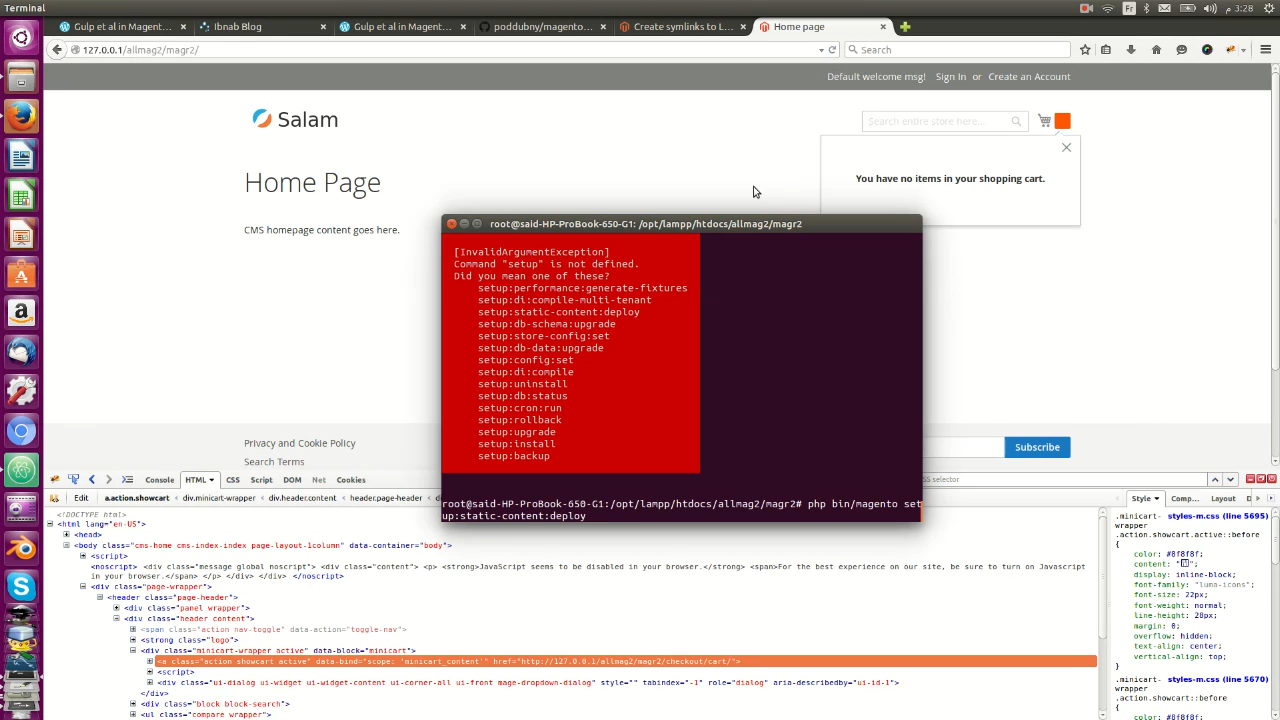 Terminal
Fr
3:28
Gulp et al in Magent...
Ibnab Blog
Gulp et al in Magent...
poddubny/magento...
Create symlinks to L...
Home page
127.0.0.1/allmag2/magr2/
Search
Default welcome msg! Sign In or Create an Account
Salam
Search entire store here...
You have no items in your shopping cart.
Home Page
CMS homepage content goes here.
root@said-HP-ProBook-650-G1: /opt/lampp/htdocs/allmag2/magr2
[InvalidArgumentException]
Command "setup" is not defined.
Did you mean one of these?
setup:performance:generate-fixtures
setup:di:compile-multi-tenant
setup:static-content:deploy
setup:db-schema:upgrade
setup:store-config:set
setup:db-data:upgrade
setup:config:set
setup:di:compile
setup:uninstall
setup:db:status
setup:cron:run
setup:rollback
setup:upgrade
setup:install
setup:backup
root@said-HP-ProBook-650-G1:/opt/lampp/htdocs/allmag2/magr2# php bin/magento set
up:static-content:deploy
Privacy and Cookie Policy
Search Terms
Subscribe
Console HTML CSS Script DOM Net Cookies
CSS selector
Edit a.action.showcart div.minicart-wrapper div.header.content header.page-header
Style Comp... Layout
<!DOCTYPE html>
<html lang="en-US">
<head>
<body class="cms-home cms-index-index page-layout-1column" data-container="body">
<script>
<noscript> <div class="message global noscript"> <div class="content"> <p> <strong>JavaScript seems to be disabled in your browser.</strong> <span>For the best experience on our site, be sure to turn on Javascript
in your browser.</span> </p> </div> </div> </noscript>
<div class="page-wrapper">
<header class="page-header">
<div class="panel wrapper">
<div class="header content">
<span class="action nav-toggle" data-action="toggle-nav">
<strong class="logo">
<div class="minicart-wrapper active" data-block="minicart">
<a class="action showcart active" data-bind="scope: 'minicart_content'" href="http://127.0.0.1/allmag2/magr2/checkout/cart/">
<script>
<div class="ui-dialog ui-widget ui-widget-content ui-corner-all ui-front mage-dropdown-dialog" style="" tabindex="-1" role="dialog" aria-describedby="ui-id-1">
</div>
<div class="block block-search">
<ul class="compare wrapper">
.minicart- styles-m.css (line 5695)
wrapper
.action.showcart.active::before
{
color: #8f8f8f;
content: "";
display: inline-block;
font-family: "luma-icons";
font-size: 22px;
font-weight: normal;
line-height: 28px;
margin: 0;
overflow: hidden;
text-align: center;
vertical-align: top;
}
.minicart- styles-m.css (line 5670)
wrapper
.action.showcart::before
{